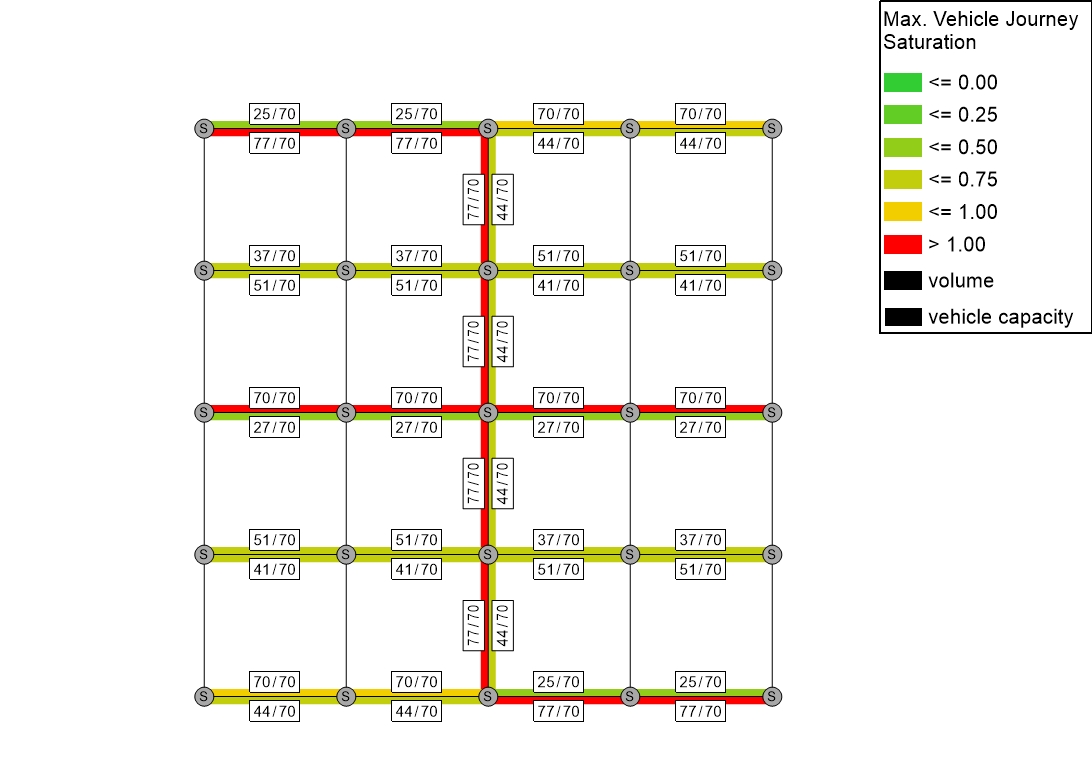 Max. Vehicle Journey
Saturation
<= 0.00
<= 0.25
<= 0.50
<= 0.75
<= 1.00
> 1.00
volume
vehicle capacity
25/70 25/70 70/70 70/70
S S S S S
77/70 77/70 44/70 44/70
77/70 44/70
37/70 37/70 51/70 51/70
S S S S S
51/70 51/70 41/70 41/70
77/70 44/70
70/70 70/70 70/70 70/70
S S S S S
27/70 27/70 27/70 27/70
77/70 44/70
51/70 51/70 37/70 37/70
S S S S S
41/70 41/70 51/70 51/70
77/70 44/70
70/70 70/70 25/70 25/70
S S S S S
44/70 44/70 77/70 77/70